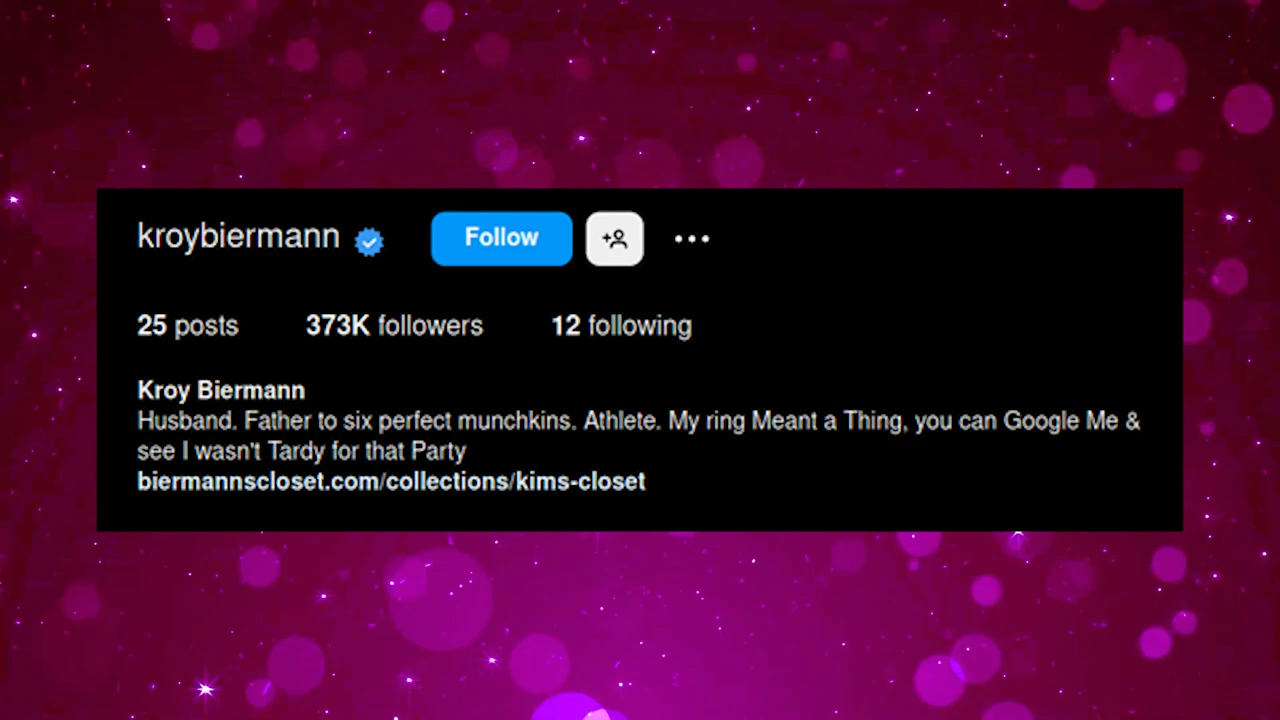 kroybiermann Follow
25 posts 373K followers 12 following
Kroy Biermann
Husband. Father to six perfect munchkins. Athlete. My ring Meant a Thing, you can Google Me &
see I wasn't Tardy for that Party
biermannscloset.com/collections/kims-closet